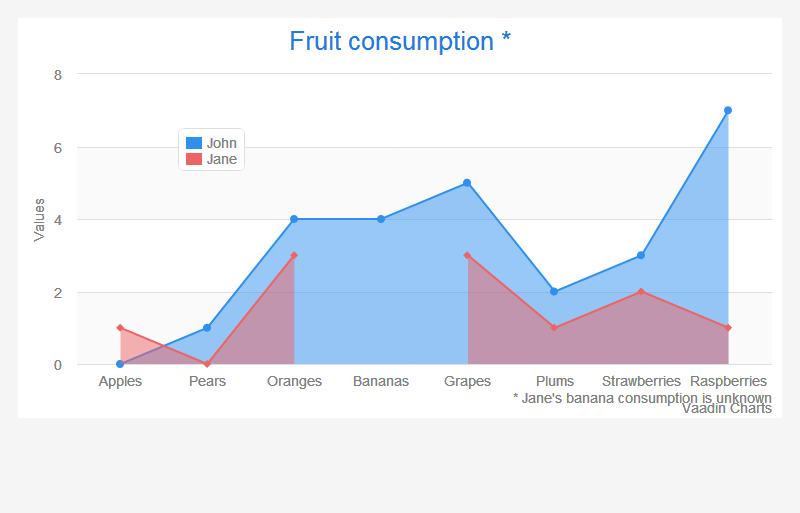 Fruit consumption *
8
6
4
2
0
Values
John
Jane
Apples Pears Oranges Bananas Grapes Plums Strawberries Raspberries
* Jane's banana consumption is unknown
Vaadin Charts